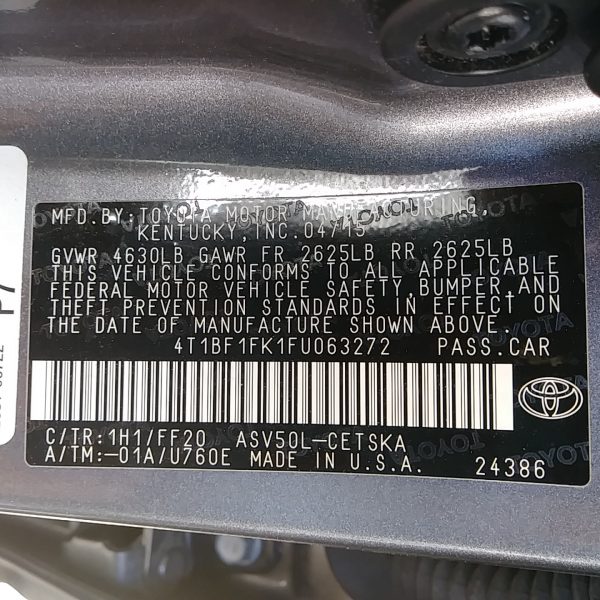 MFD.BY:TOYOTA MOTOR MANUFACTURING,
KENTUCKY,INC. 04/15
GVWR 4630LB GAWR FR 2625LB RR 2625LB
THIS VEHICLE CONFORMS TO ALL APPLICABLE
FEDERAL MOTOR VEHICLE SAFETY, BUMPER,AND
THEFT PREVENTION STANDARDS IN EFFECT ON
THE DATE OF MANUFACTURE SHOWN ABOVE.
4T1BF1FK1FU063272 PASS.CAR
C/TR:1H1/FF20 ASV50L-CETSKA
A/TM:-01A/U760E MADE IN U.S.A. 24386